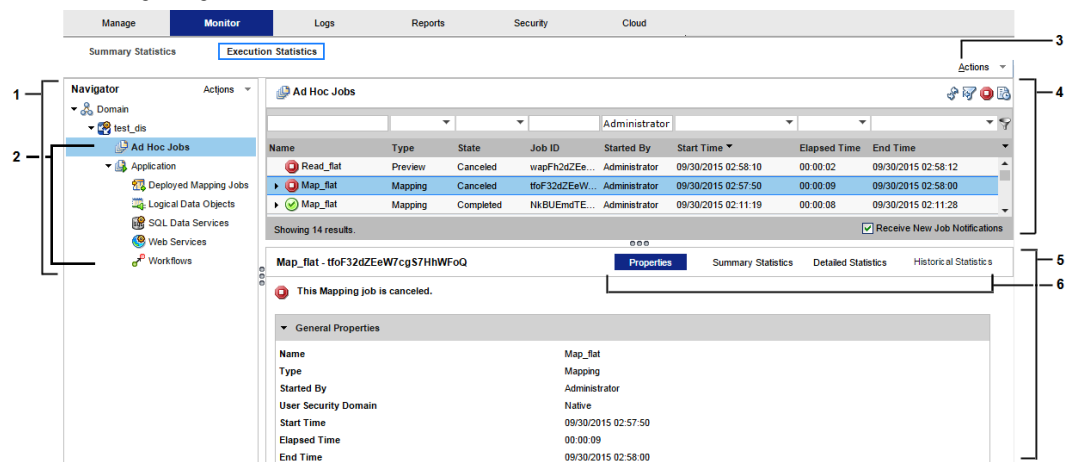 Manage Monitor Logs Reports Security Cloud
Summary Statistics Execution Statistics
3
Actions
1
Navigator Actions
Ad Hoc Jobs
4
Domain
test_dis
Administrator
2
Ad Hoc Jobs
Name Type State Job ID Started By Start Time Elapsed Time End Time
Application
Read_flat Preview Canceled wapFh2dZEe... Administrator 09/30/2015 02:58:10 00:00:02 09/30/2015 02:58:12
Deployed Mapping Jobs
Map_flat Mapping Canceled tfoF32dZEeW... Administrator 09/30/2015 02:57:50 00:00:09 09/30/2015 02:58:00
Logical Data Objects
Map_flat Mapping Completed NkBUEmdTE... Administrator 09/30/2015 02:11:19 00:00:08 09/30/2015 02:11:28
SQL Data Services
Showing 14 results. Receive New Job Notifications
Web Services
Workflows
Map_flat - tfoF32dZEeW7cgS7HhWFoQ Properties Summary Statistics Detailed Statistics Historical Statistics
5
6
This Mapping job is canceled.
General Properties
Name Map_flat
Type Mapping
Started By Administrator
User Security Domain Native
Start Time 09/30/2015 02:57:50
Elapsed Time 00:00:09
End Time 09/30/2015 02:58:00